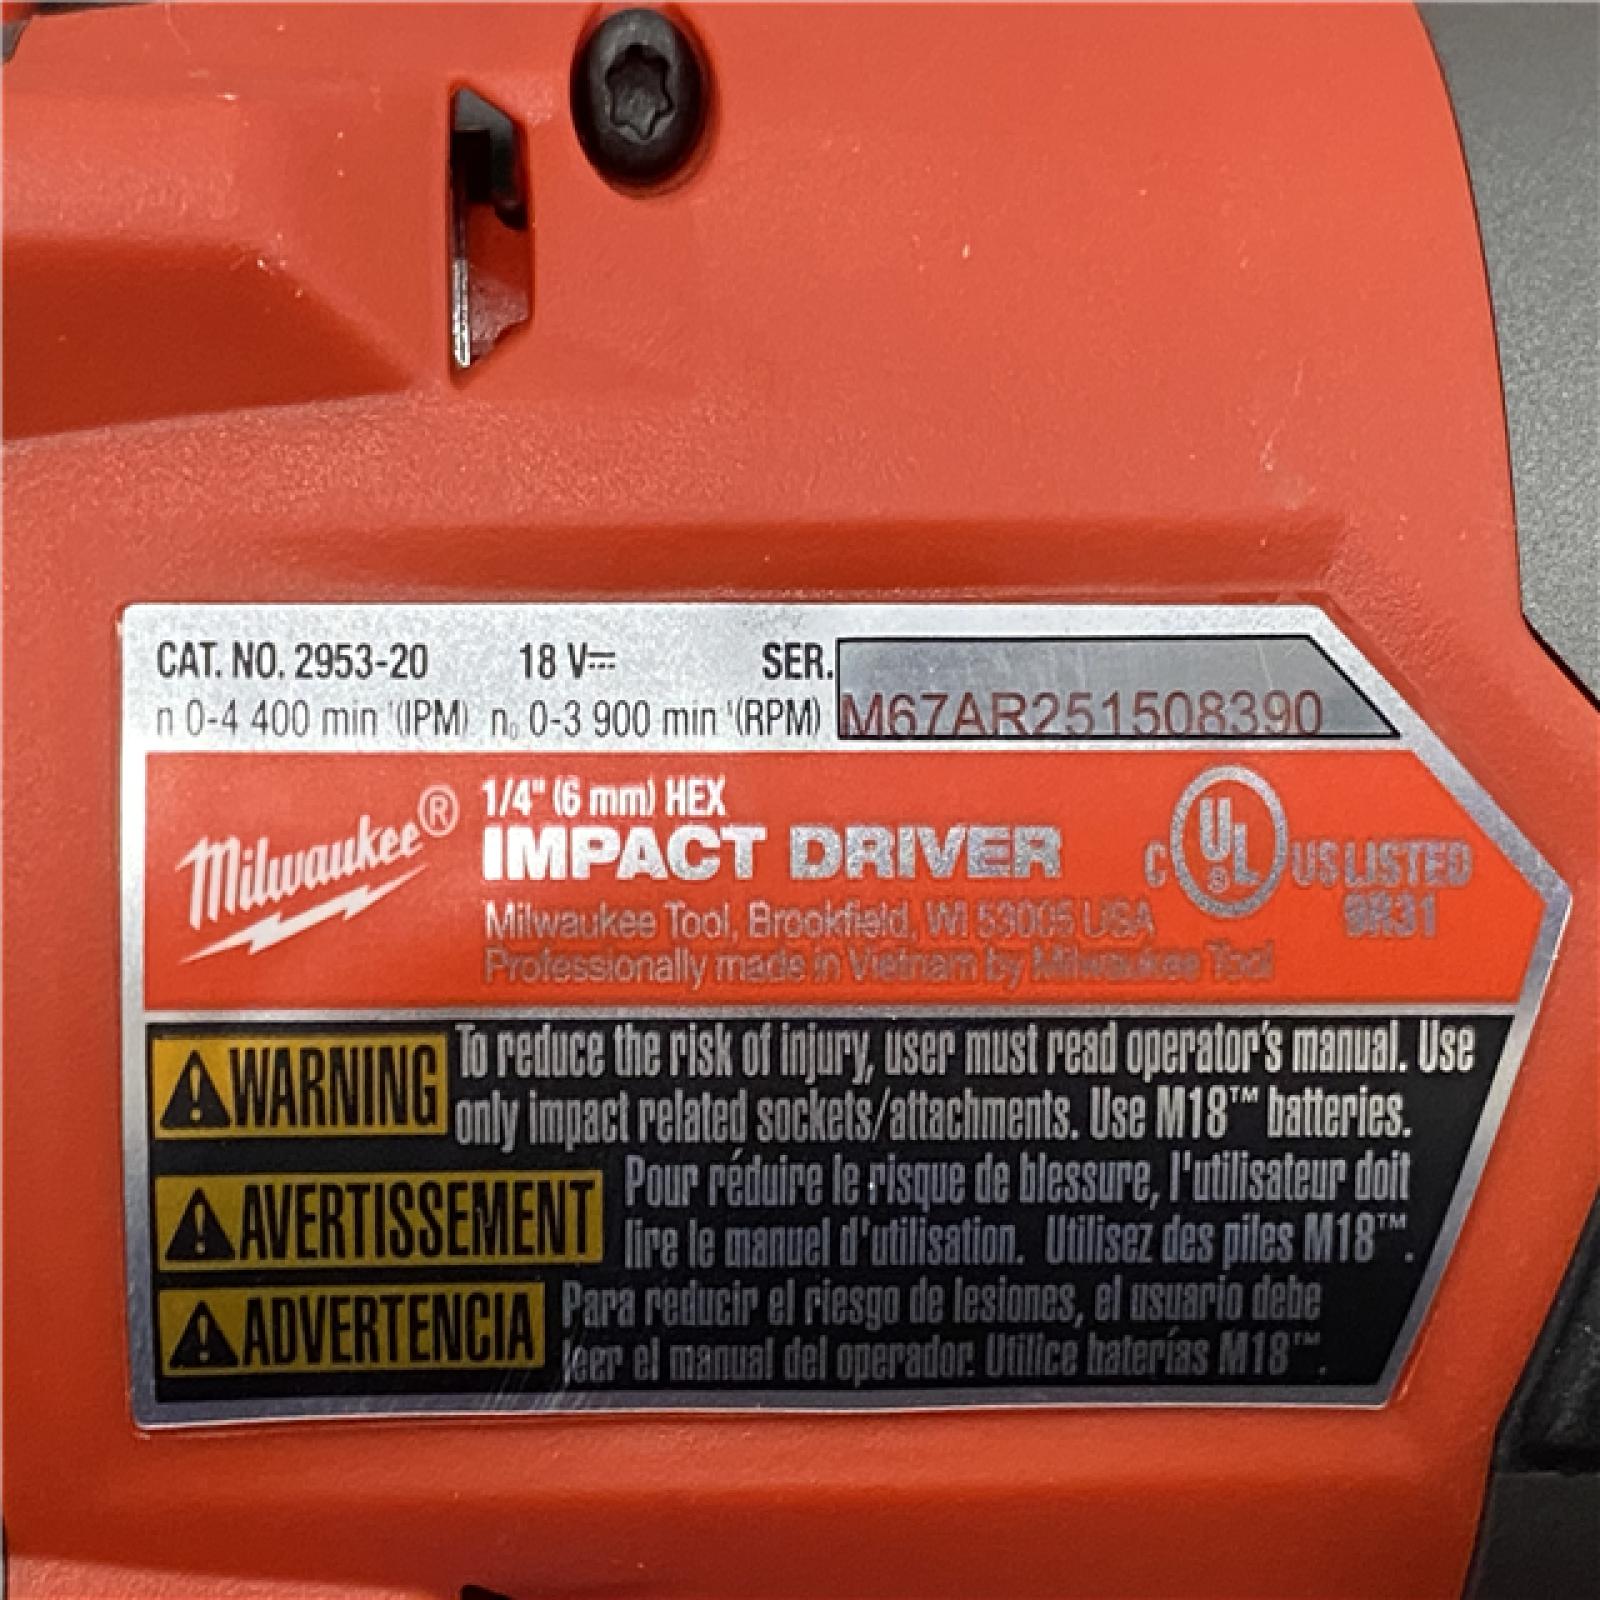 CAT. NO. 2953-20 18 V⎓ SER. M67AR251508390
n 0-4 400 min⁻¹(IPM) n₀ 0-3 900 min⁻¹(RPM)
Milwaukee®
1/4" (6 mm) HEX
IMPACT DRIVER
Milwaukee Tool, Brookfield, WI 53005 USA
Professionally made in Vietnam by Milwaukee Tool
C UL® US LISTED
9R31
WARNING To reduce the risk of injury, user must read operator's manual. Use
only impact related sockets/attachments. Use M18™ batteries.
AVERTISSEMENT Pour réduire le risque de blessure, l'utilisateur doit
lire le manuel d'utilisation. Utilisez des piles M18™.
ADVERTENCIA Para reducir el riesgo de lesiones, el usuario debe
leer el manual del operador. Utilice baterías M18™.